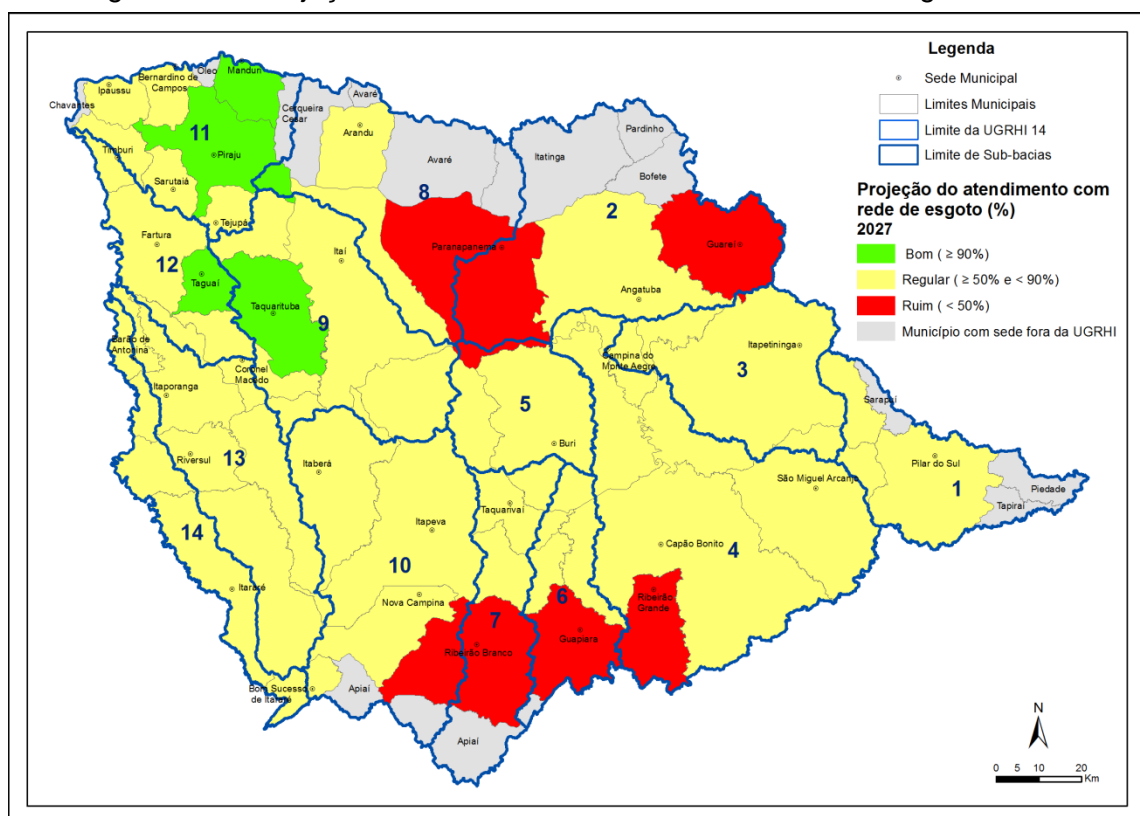 Legenda
Sede Municipal
Limites Municipais
Limite da UGRHI 14
Limite de Sub-bacias
Projeção do atendimento com
rede de esgoto (%)
2027
Bom ( ≥ 90%)
Regular ( ≥ 50% e < 90%)
Ruim ( < 50%)
Município com sede fora da UGRHI
Chavantes
Ipaussu
Bernardino de
Campos
Óleo
Manduri
Cerqueira
Cesar
Avaré
Arandu
11
Piraju
Timburi
Sarutaiá
Tejupá
Avaré
8
Itatinga
Pardinho
Bofete
2
Guareí
Paranapanema
Angatuba
Fartura
12
Taguaí
Itaí
Taquarituba
9
Barão de
Antonina
Coronel
Macedo
Itaporanga
Riversul
13
14
Itararé
Campina do
Monte Aegre
Itapetininga
3
5
Buri
Sarapuí
Pilar do Sul
1
Piedade
Tapiraí
Itaberá
Itapeva
10
Nova Campina
Taquarivaí
São Miguel Arcanjo
Capão Bonito
4
Ribeirão
Grande
6
Guapiara
7
Ribeirão Branco
Bom Sucesso
de Itararé
Apiaí
Apiaí
N
0 5 10 20
Km